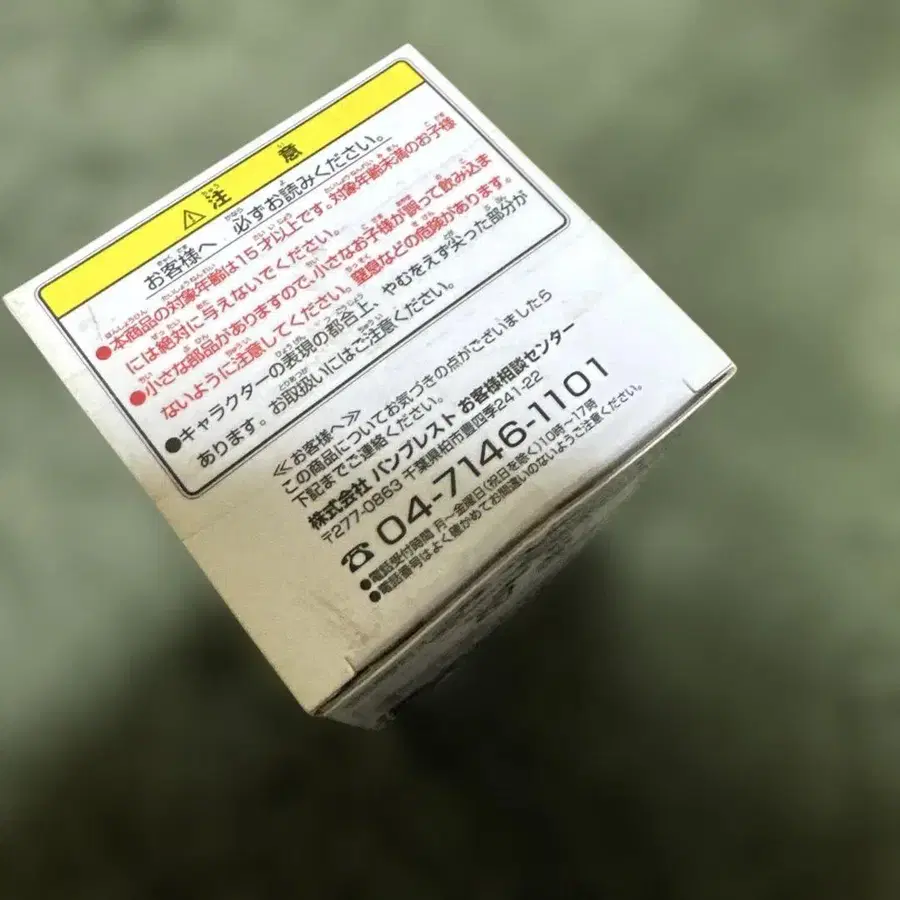 ⚠注意
お客様へ 必ずお読みください。
●本商品の対象年齢は15才以上です。対象年齢未満のお子様
には絶対に与えないでください。
●小さな部品がありますので、小さなお子様が誤って飲み込ま
ないように注意してください。窒息などの危険があります。
●キャラクターの表現の都合上、やむをえず尖った部分が
あります。お取扱いにはご注意ください。
≪お客様へ≫
この商品についてお気づきの点がございましたら
下記までご連絡ください。
株式会社 バンプレスト お客様相談センター
〒277-0863 千葉県柏市豊四季241-22
☎04-7146-1101
●電話受付時間 月〜金曜日(祝日を除く)10時〜17時
●電話番号はよく確かめてお間違いのないようご注意ください。